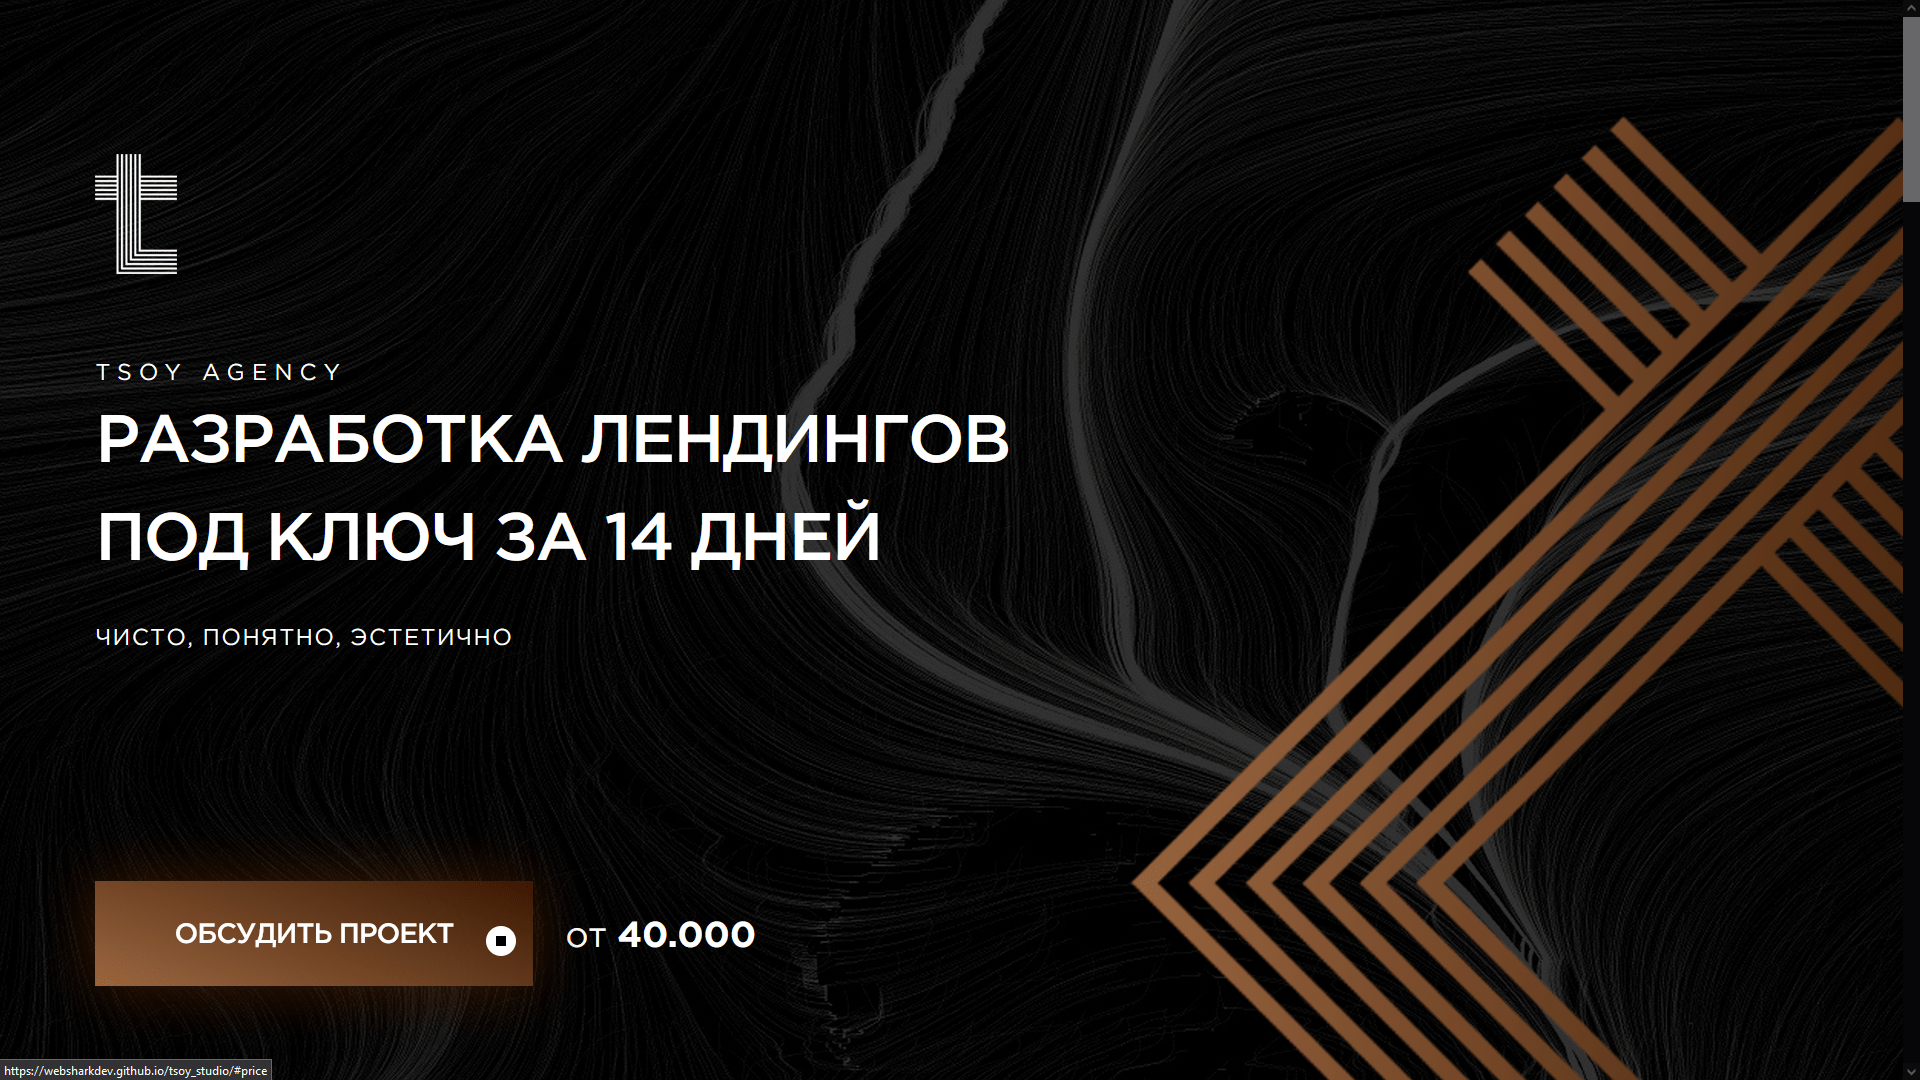 TSOY AGENCY
РАЗРАБОТКА ЛЕНДИНГОВ
ПОД КЛЮЧ ЗА 14 ДНЕЙ
ЧИСТО, ПОНЯТНО, ЭСТЕТИЧНО
ОБСУДИТЬ ПРОЕКТ
ОТ 40.000
https://websharkdev.github.io/tsoy_studio/#price